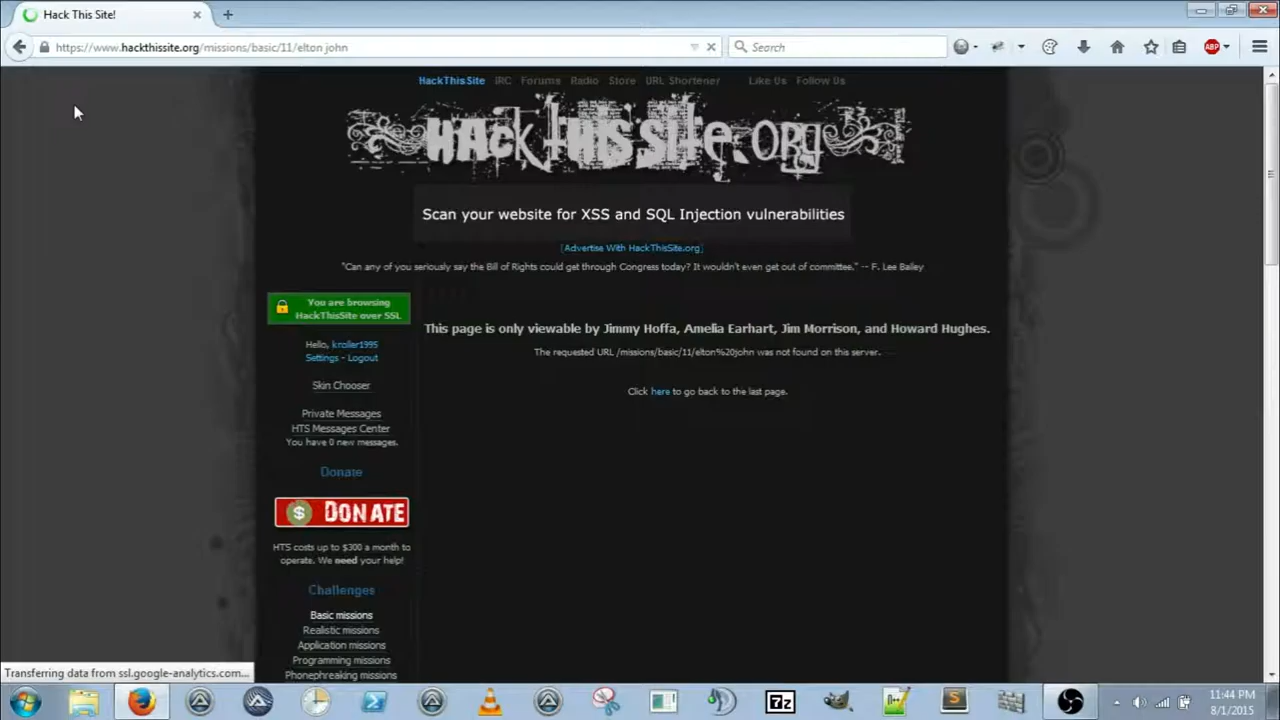 Hack This Site!
https://www.hackthissite.org/missions/basic/11/elton john
Search
ABP
HackThisSite IRC Forums Radio Store URL Shortener Like Us Follow Us
HACK THIS SITE.ORG
Scan your website for XSS and SQL Injection vulnerabilities
[Advertise With HackThisSite.org]
"Can any of you seriously say the Bill of Rights could get through Congress today? It wouldn't even get out of committee." -- F. Lee Bailey
You are browsing
HackThisSite over SSL
This page is only viewable by Jimmy Hoffa, Amelia Earhart, Jim Morrison, and Howard Hughes.
Hello, kroller1995
The requested URL /missions/basic/11/elton%20john was not found on this server.
Settings - Logout
Skin Chooser
Click here to go back to the last page.
Private Messages
HTS Messages Center
You have 0 new messages.
Donate
$ DONATE
HTS costs up to $300 a month to
operate. We need your help!
Challenges
Basic missions
Realistic missions
Application missions
Programming missions
Phonephreaking missions
Transferring data from ssl.google-analytics.com...
7z
S
11:44 PM
8/1/2015